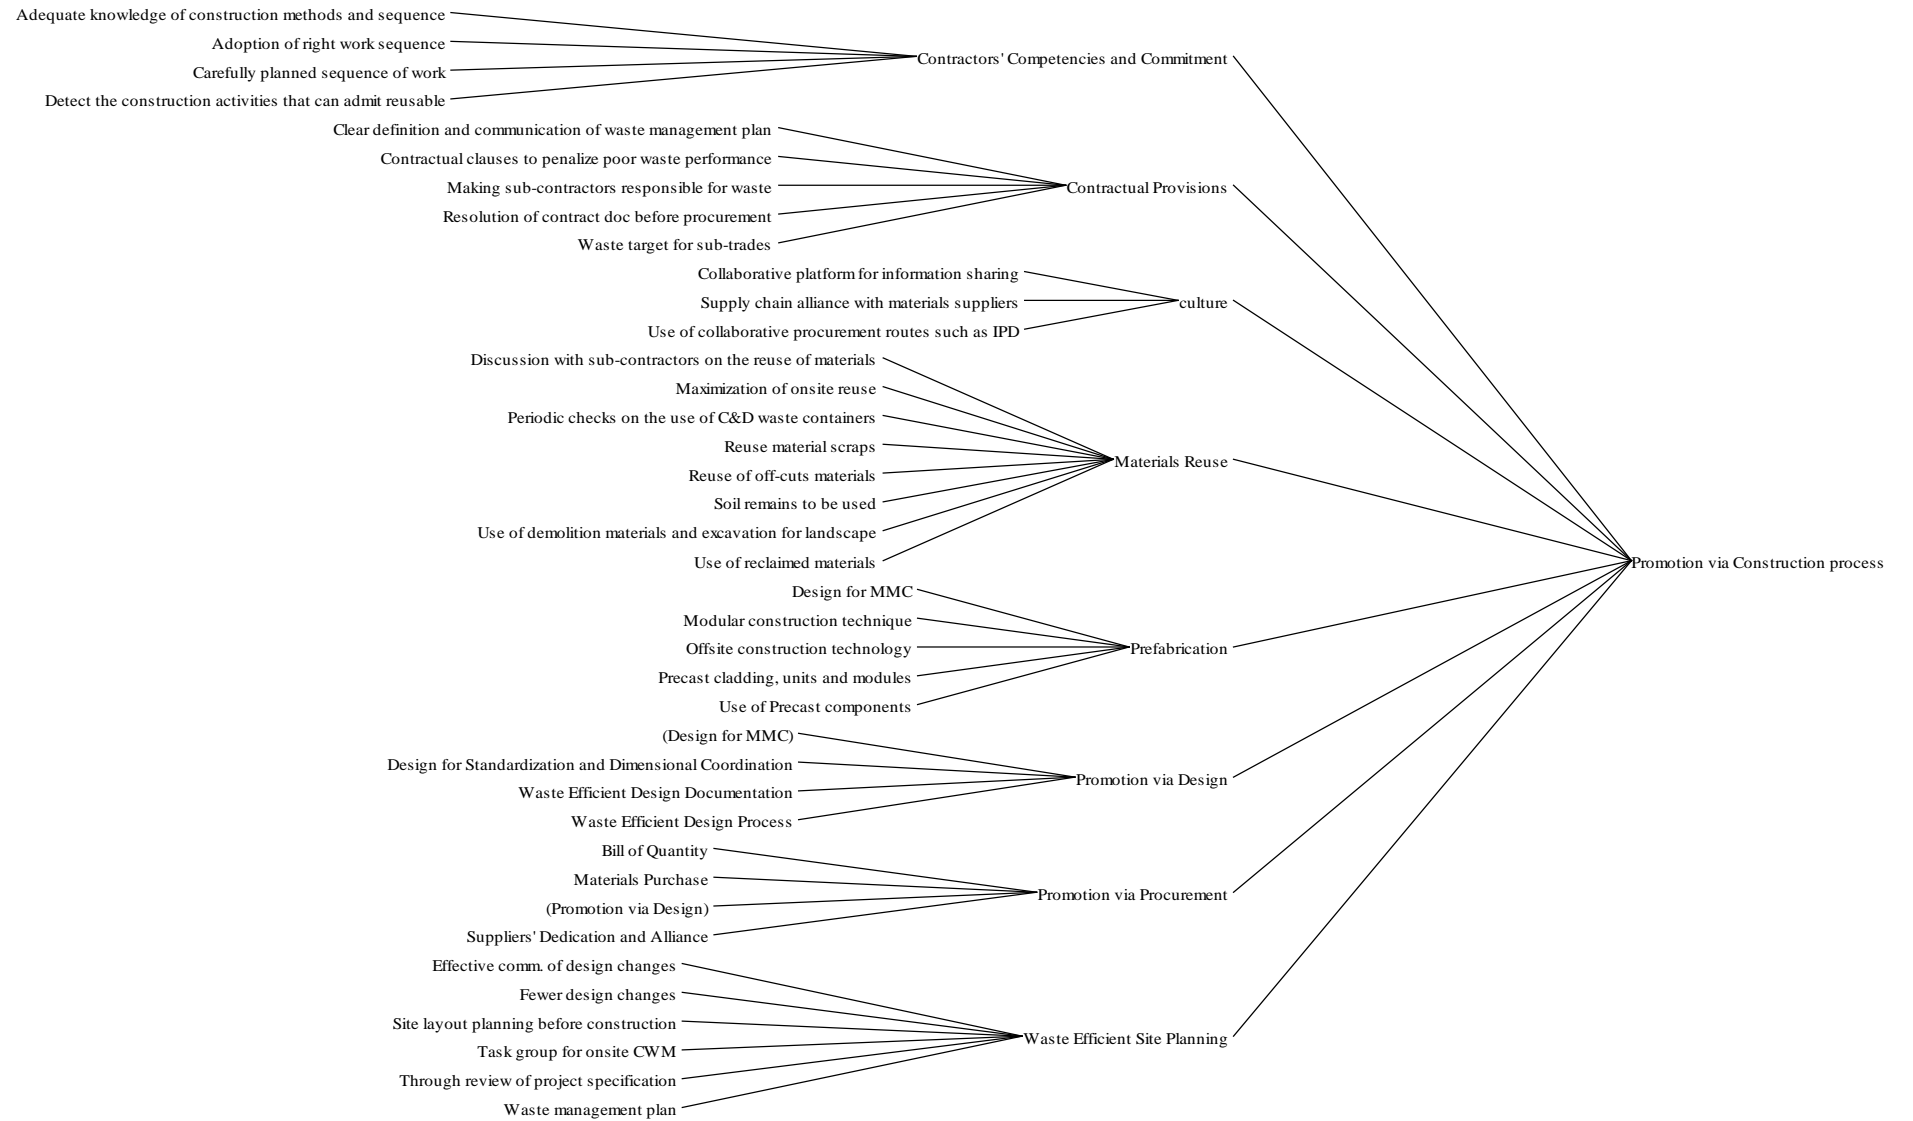 Adequate knowledge of construction methods and sequence
Adoption of right work sequence
Carefully planned sequence of work
Detect the construction activities that can admit reusable
Contractors' Competencies and Commitment
Clear definition and communication of waste management plan
Contractual clauses to penalize poor waste performance
Making sub-contractors responsible for waste
Resolution of contract doc before procurement
Waste target for sub-trades
Contractual Provisions
Collaborative platform for information sharing
Supply chain alliance with materials suppliers
Use of collaborative procurement routes such as IPD
culture
Discussion with sub-contractors on the reuse of materials
Maximization of onsite reuse
Periodic checks on the use of C&D waste containers
Reuse material scraps
Reuse of off-cuts materials
Soil remains to be used
Use of demolition materials and excavation for landscape
Use of reclaimed materials
Materials Reuse
Design for MMC
Modular construction technique
Offsite construction technology
Precast cladding, units and modules
Use of Precast components
Prefabrication
(Design for MMC)
Design for Standardization and Dimensional Coordination
Waste Efficient Design Documentation
Waste Efficient Design Process
Promotion via Design
Bill of Quantity
Materials Purchase
(Promotion via Design)
Suppliers' Dedication and Alliance
Promotion via Procurement
Effective comm. of design changes
Fewer design changes
Site layout planning before construction
Task group for onsite CWM
Through review of project specification
Waste management plan
Waste Efficient Site Planning
Promotion via Construction process